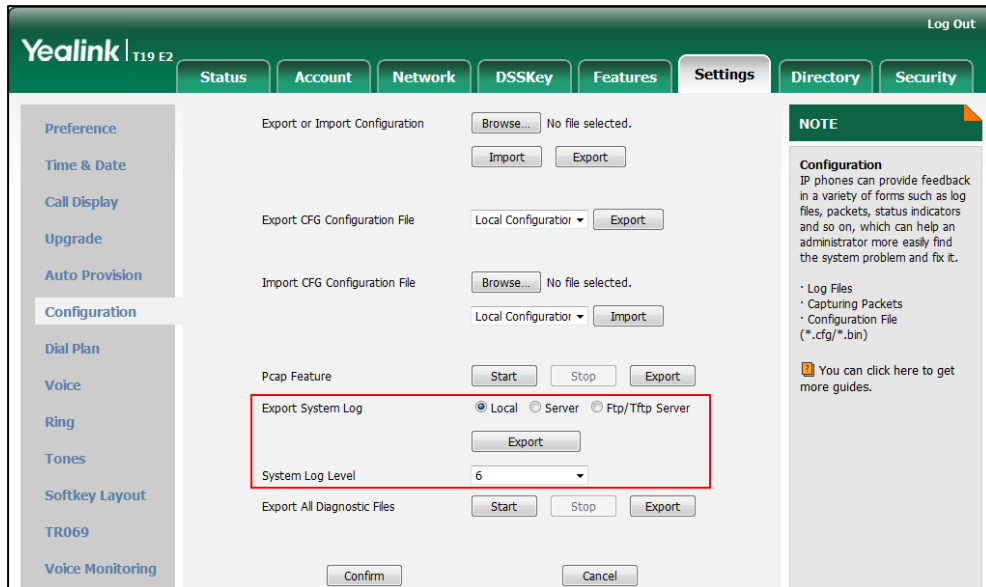 Log Out
Yealink T19 E2
Status Account Network DSSKey Features Settings Directory Security
Preference
Time & Date
Call Display
Upgrade
Auto Provision
Configuration
Dial Plan
Voice
Ring
Tones
Softkey Layout
TR069
Voice Monitoring
Export or Import Configuration Browse... No file selected.
Import Export
Export CFG Configuration File Local Configuration Export
Import CFG Configuration File Browse... No file selected.
Local Configuration Import
Pcap Feature Start Stop Export
Export System Log Local Server Ftp/Tftp Server
Export
System Log Level 6
Export All Diagnostic Files Start Stop Export
Confirm Cancel
NOTE
Configuration
IP phones can provide feedback
in a variety of forms such as log
files, packets, status indicators
and so on, which can help an
administrator more easily find
the system problem and fix it.
· Log Files
· Capturing Packets
· Configuration File
(*.cfg/*.bin)
You can click here to get
more guides.